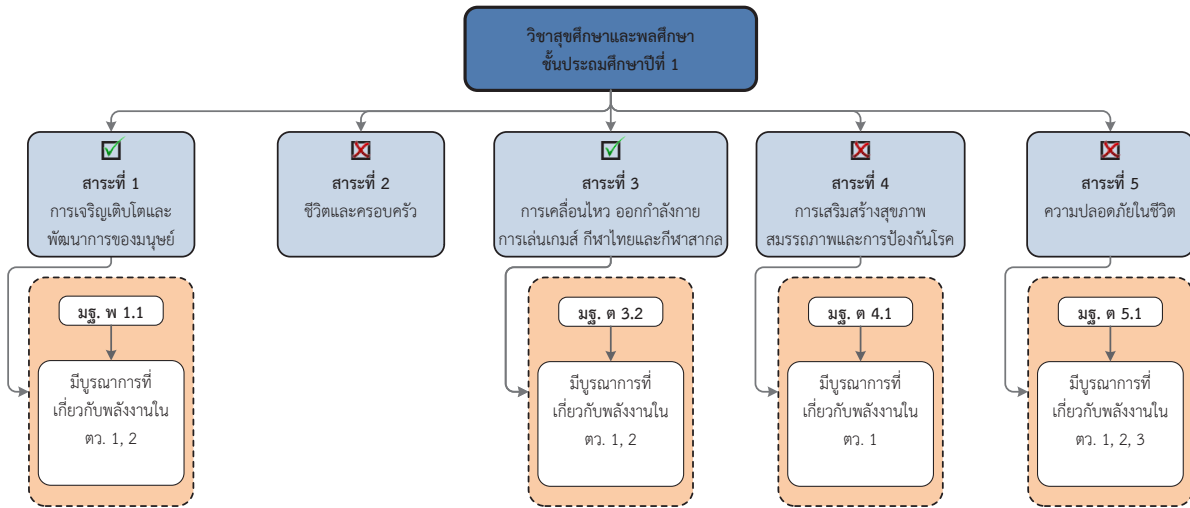 วิชาสุขศึกษาและพลศึกษา
ชั้นประถมศึกษาปีที่ 1
สาระที่ 1
การเจริญเติบโตและ
พัฒนาการของมนุษย์
สาระที่ 2
ชีวิตและครอบครัว
สาระที่ 3
การเคลื่อนไหว ออกกำลังกาย
การเล่นเกมส์ กีฬาไทยและกีฬาสากล
สาระที่ 4
การเสริมสร้างสุขภาพ
สมรรถภาพและการป้องกันโรค
สาระที่ 5
ความปลอดภัยในชีวิต
มฐ. พ 1.1
มีบูรณาการที่
เกี่ยวกับพลังงานใน
ตว. 1, 2
มฐ. ต 3.2
มีบูรณาการที่
เกี่ยวกับพลังงานใน
ตว. 1, 2
มฐ. ต 4.1
มีบูรณาการที่
เกี่ยวกับพลังงานใน
ตว. 1
มฐ. ต 5.1
มีบูรณาการที่
เกี่ยวกับพลังงานใน
ตว. 1, 2, 3